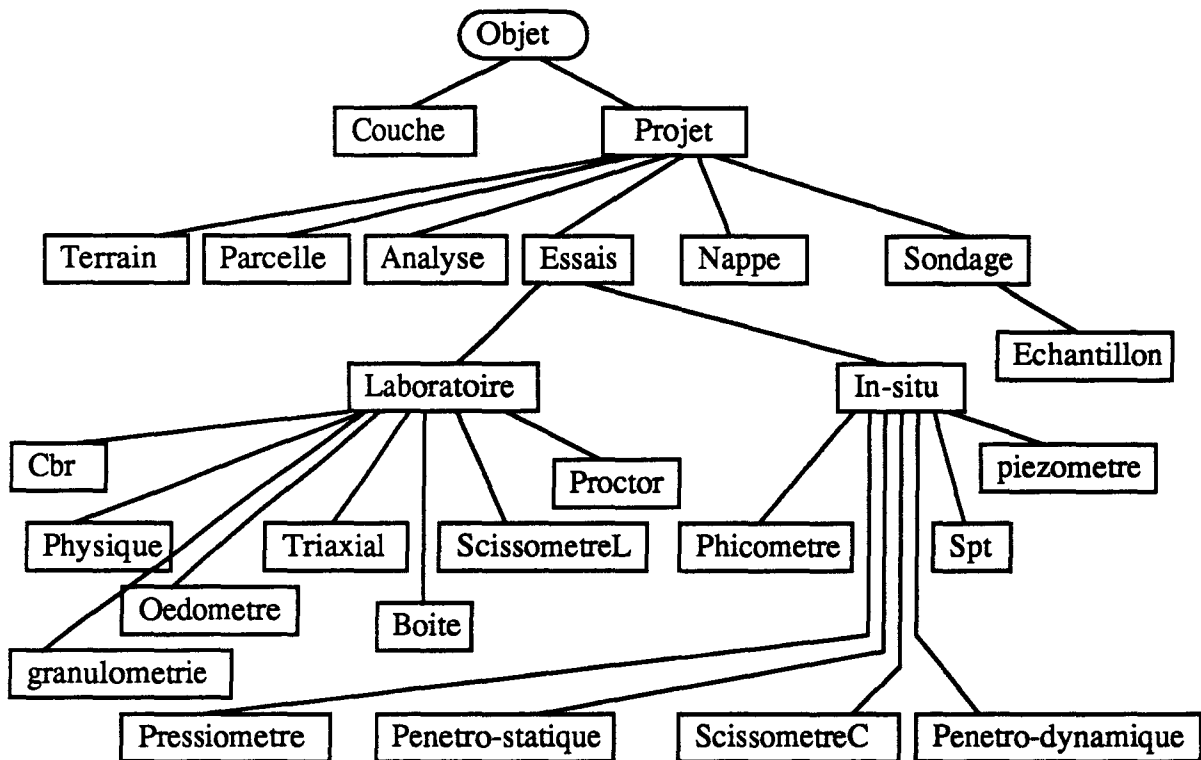 Objet
Couche
Projet
Terrain
Parcelle
Analyse
Essais
Nappe
Sondage
Echantillon
Laboratoire
In-situ
Cbr
Proctor
piezometre
Physique
Triaxial
ScissometreL
Phicometre
Spt
Oedometre
Boite
granulometrie
Pressiometre
Penetro-statique
ScissometreC
Penetro-dynamique